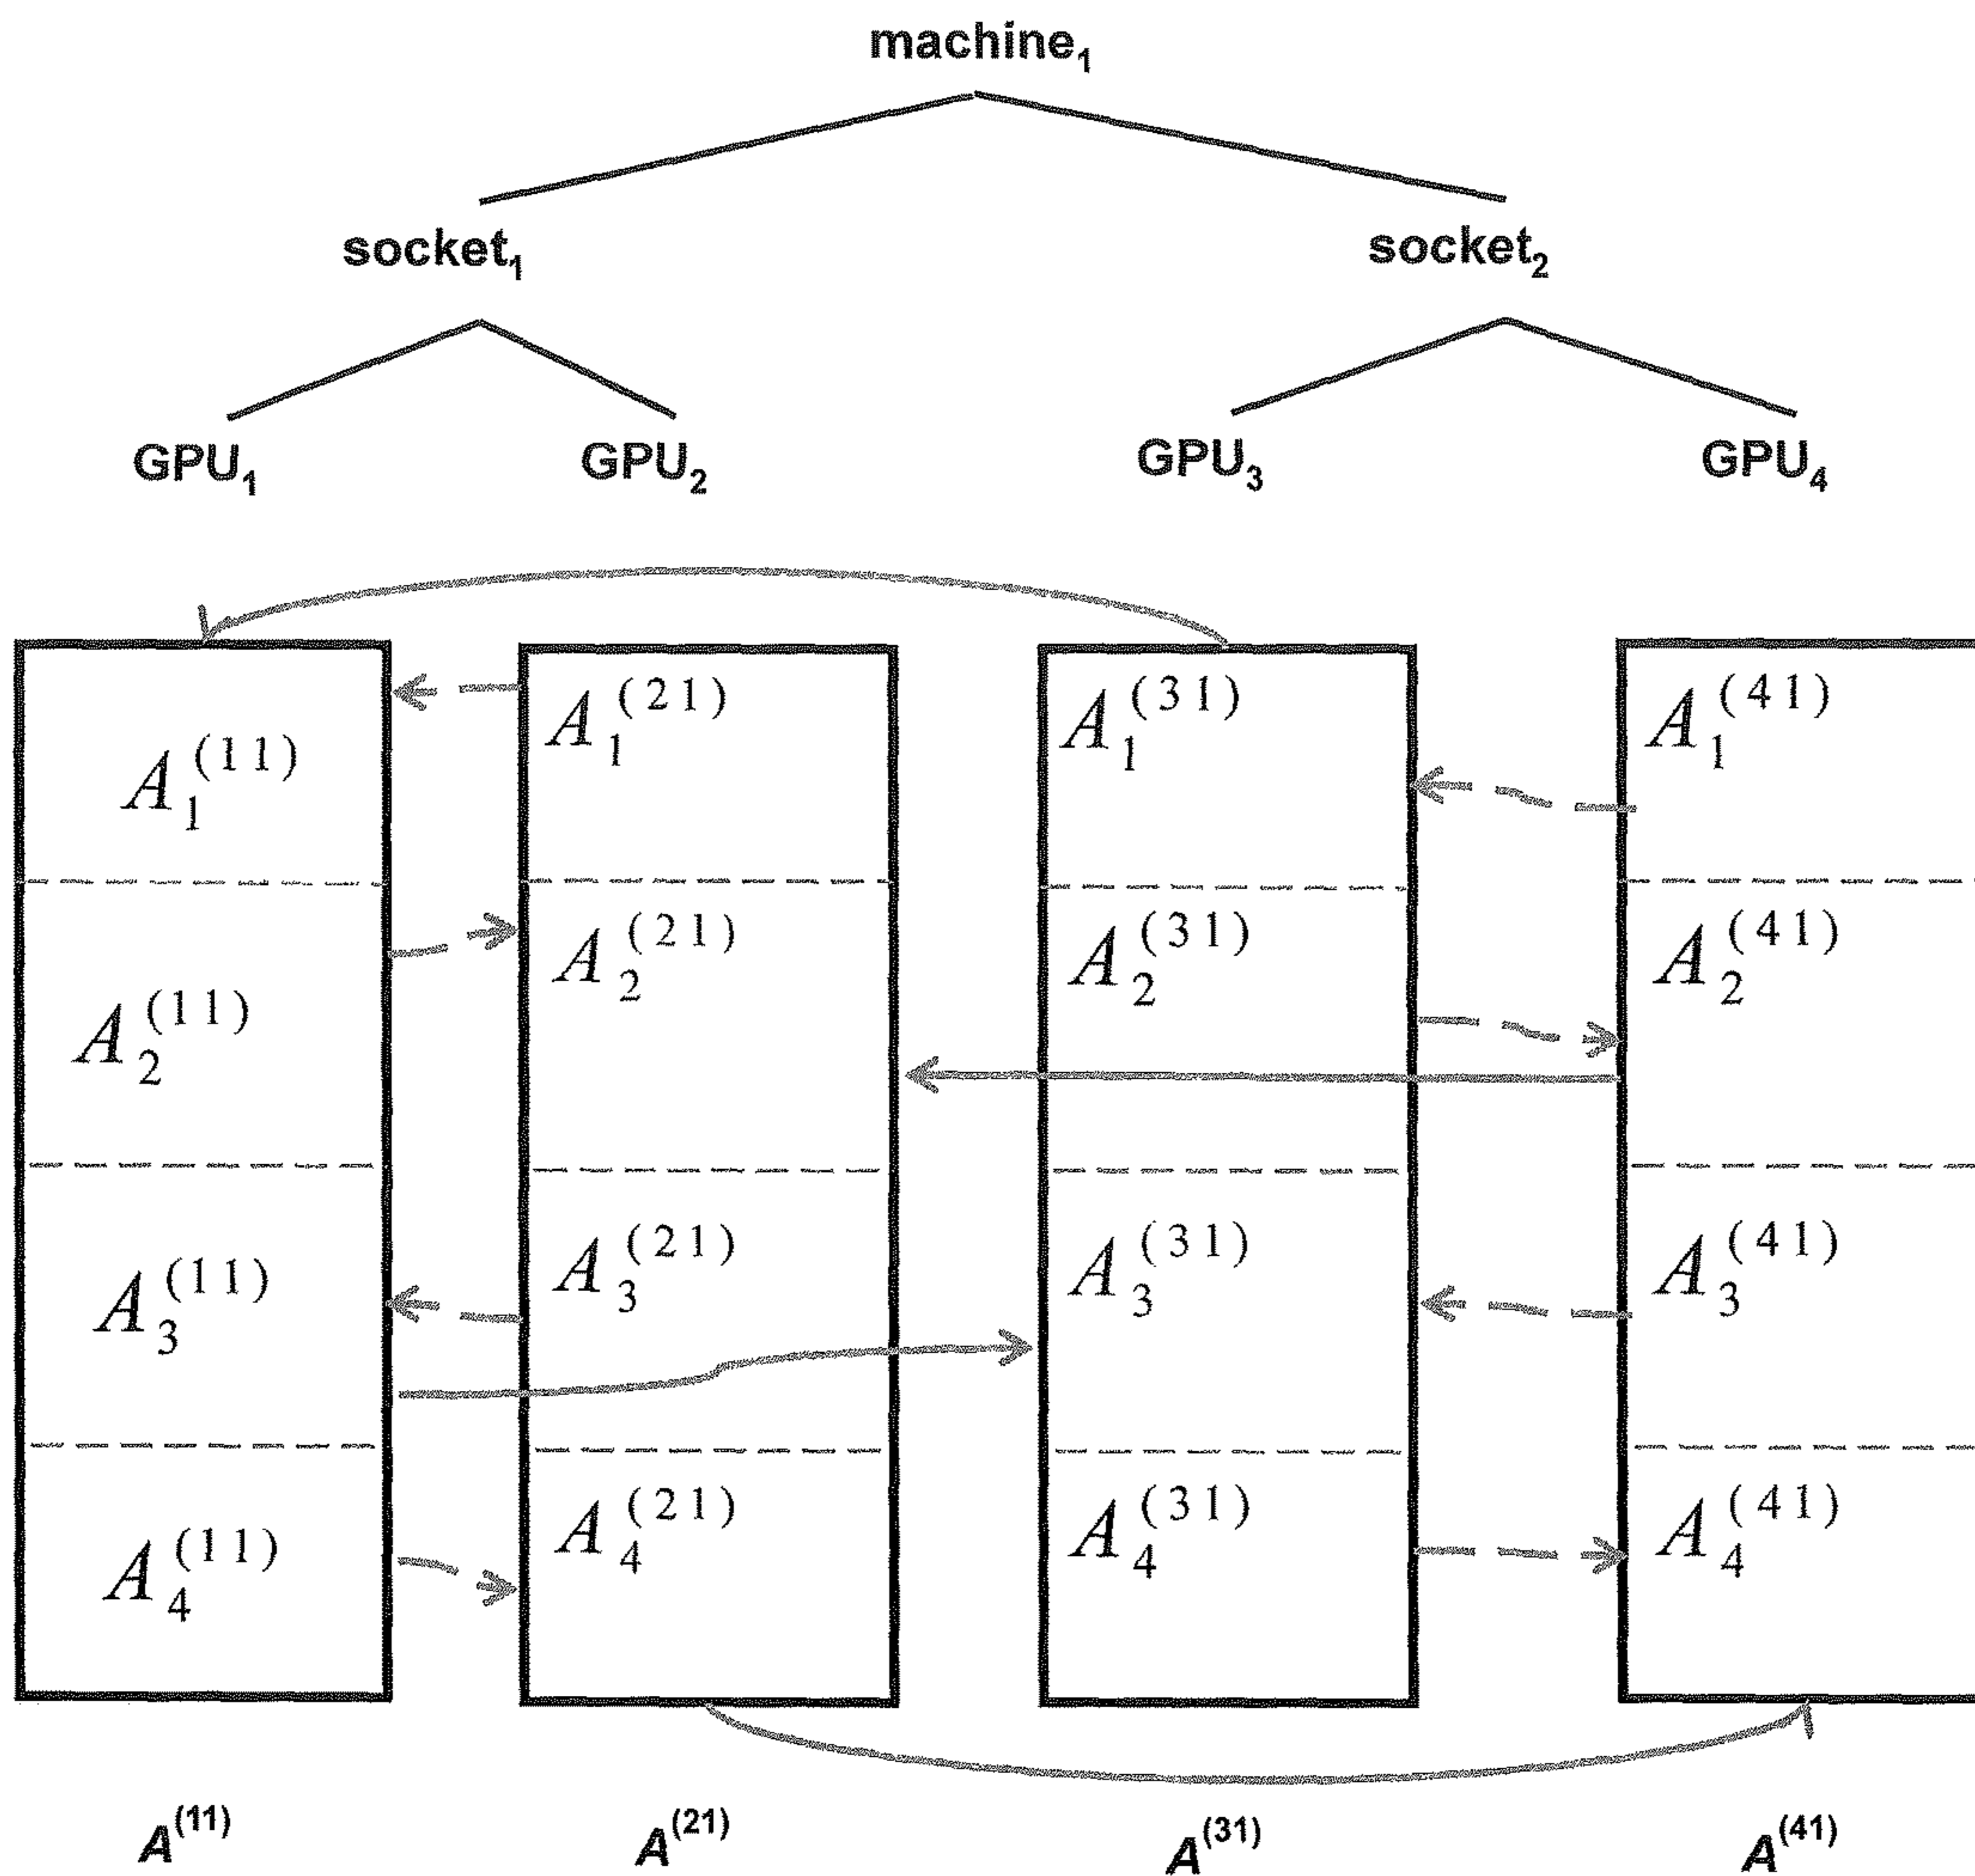 machine₁
socket₁ socket₂
GPU₁ GPU₂ GPU₃ GPU₄
A₁⁽¹¹⁾ A₁⁽²¹⁾ A₁⁽³¹⁾ A₁⁽⁴¹⁾
A₂⁽¹¹⁾ A₂⁽²¹⁾ A₂⁽³¹⁾ A₂⁽⁴¹⁾
A₃⁽¹¹⁾ A₃⁽²¹⁾ A₃⁽³¹⁾ A₃⁽⁴¹⁾
A₄⁽¹¹⁾ A₄⁽²¹⁾ A₄⁽³¹⁾ A₄⁽⁴¹⁾
A⁽¹¹⁾ A⁽²¹⁾ A⁽³¹⁾ A⁽⁴¹⁾